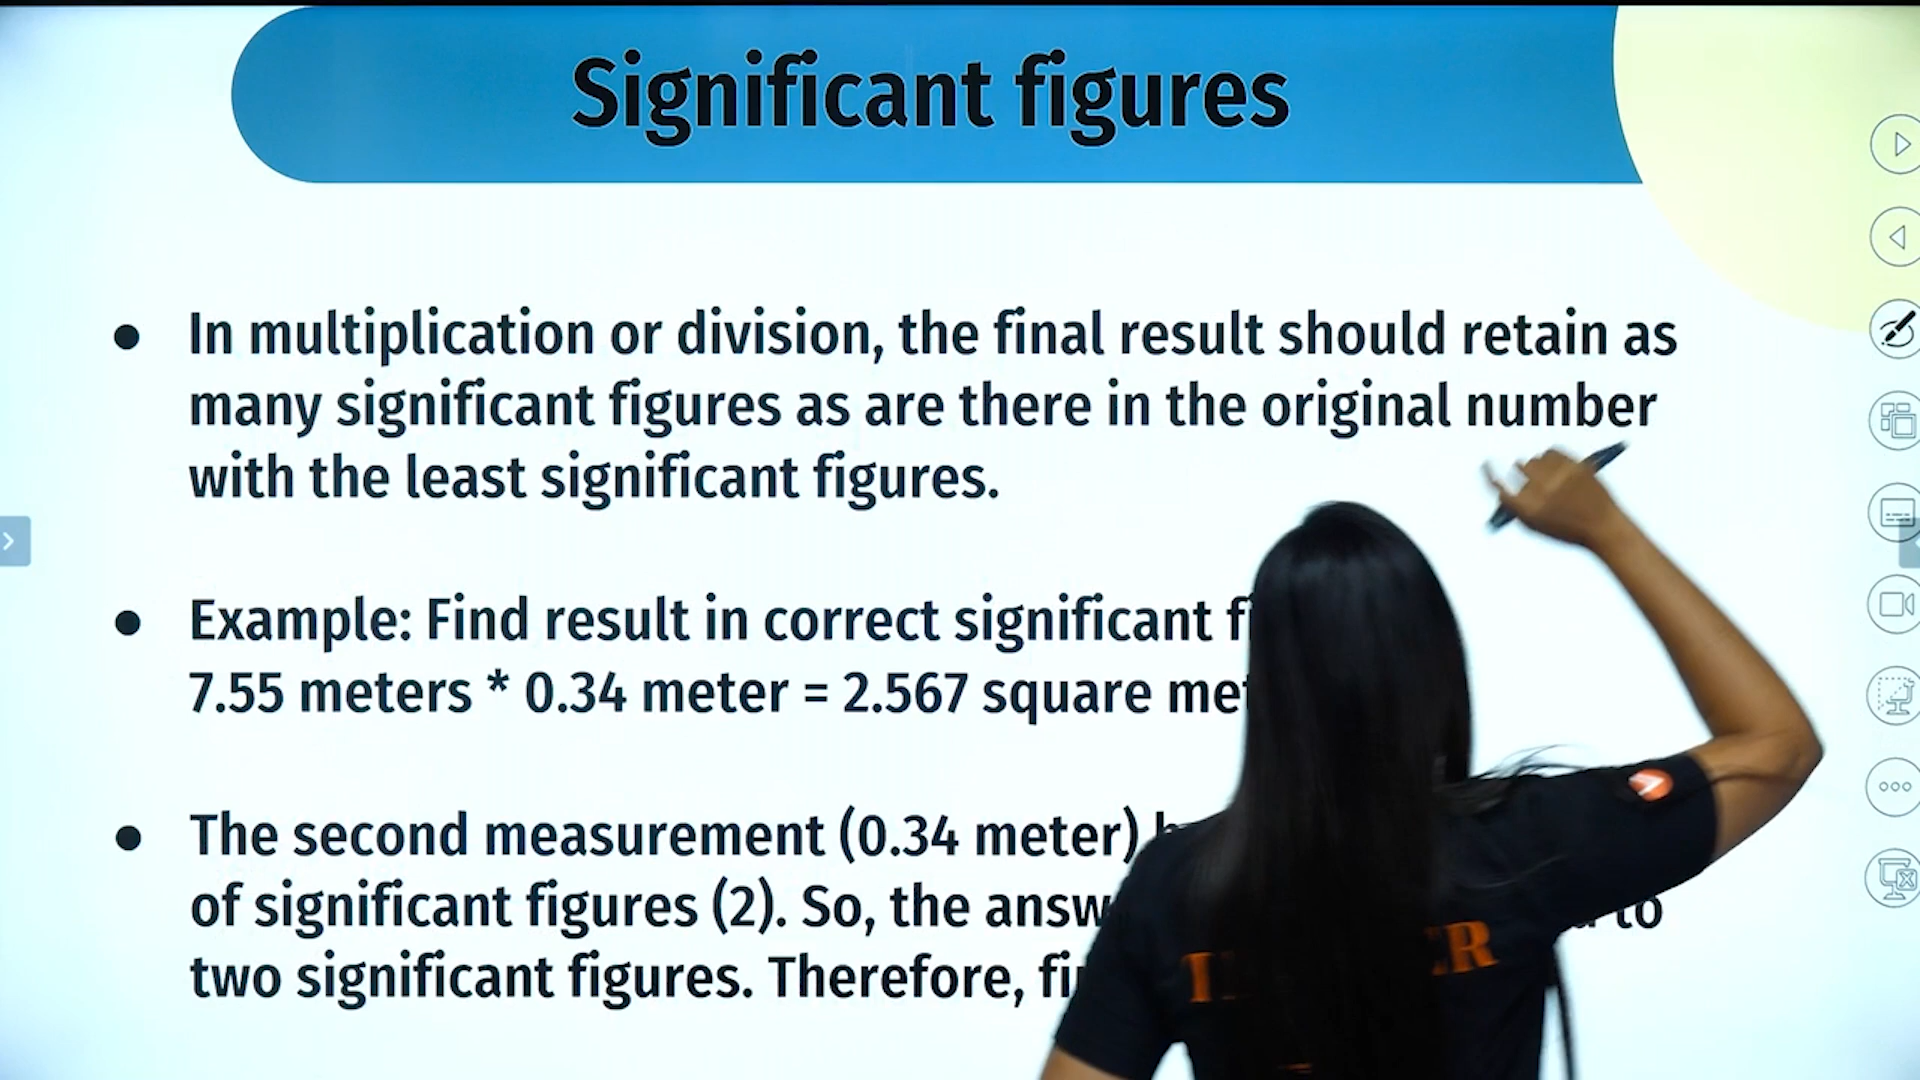 Significant figures
● In multiplication or division, the final result should retain as
many significant figures as are there in the original number
with the least significant figures.
● Example: Find result in correct significant
7.55 meters * 0.34 meter = 2.567 square
● The second measurement (0.34 meter)
of significant figures (2). So, the to
two significant figures. Therefore,